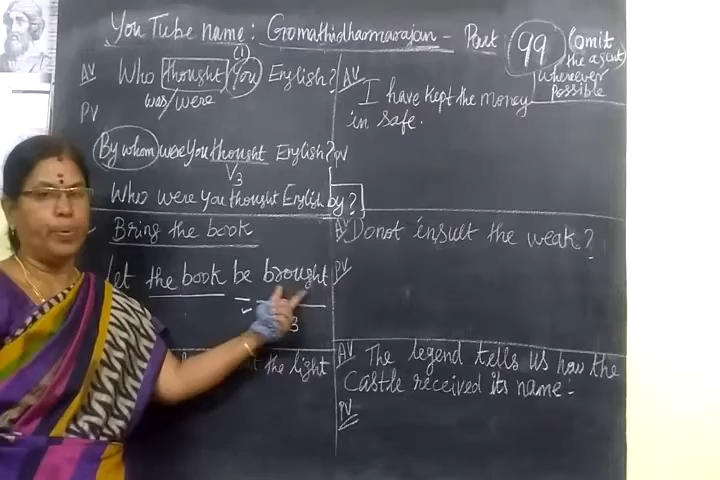 You Tube name: Gromathidharmarajan - Part 99 (omit the agent wherever possible
AV Who thought You English?
(1)
was/were
PV
By whom were You thought English?
V3
Who were you thought English by?
Bring the book
Let the book be brought
3
the light
AV
I have kept the money
in safe.
PV
AV Donot insult the weak?
PV
AV The legend tells us how the
Castle received its name:
PV